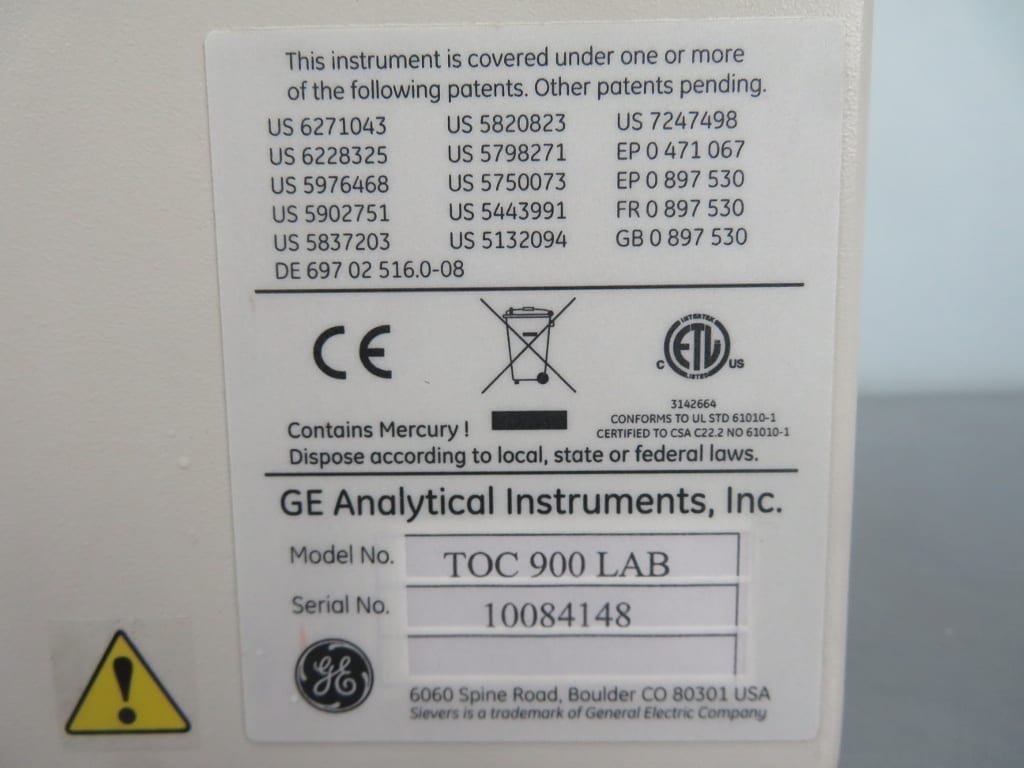 This instrument is covered under one or more
of the following patents. Other patents pending.
US 6271043 US 5820823 US 7247498
US 6228325 US 5798271 EP 0 471 067
US 5976468 US 5750073 EP 0 897 530
US 5902751 US 5443991 FR 0 897 530
US 5837203 US 5132094 GB 0 897 530
DE 697 02 516.0-08
CE
INTERTEK
C ETL US
LISTED
3142664
CONFORMS TO UL STD 61010-1
CERTIFIED TO CSA C22.2 NO 61010-1
Contains Mercury !
Dispose according to local, state or federal laws.
GE Analytical Instruments, Inc.
Model No. TOC 900 LAB
Serial No. 10084148
GE
6060 Spine Road, Boulder CO 80301 USA
Sievers is a trademark of General Electric Company